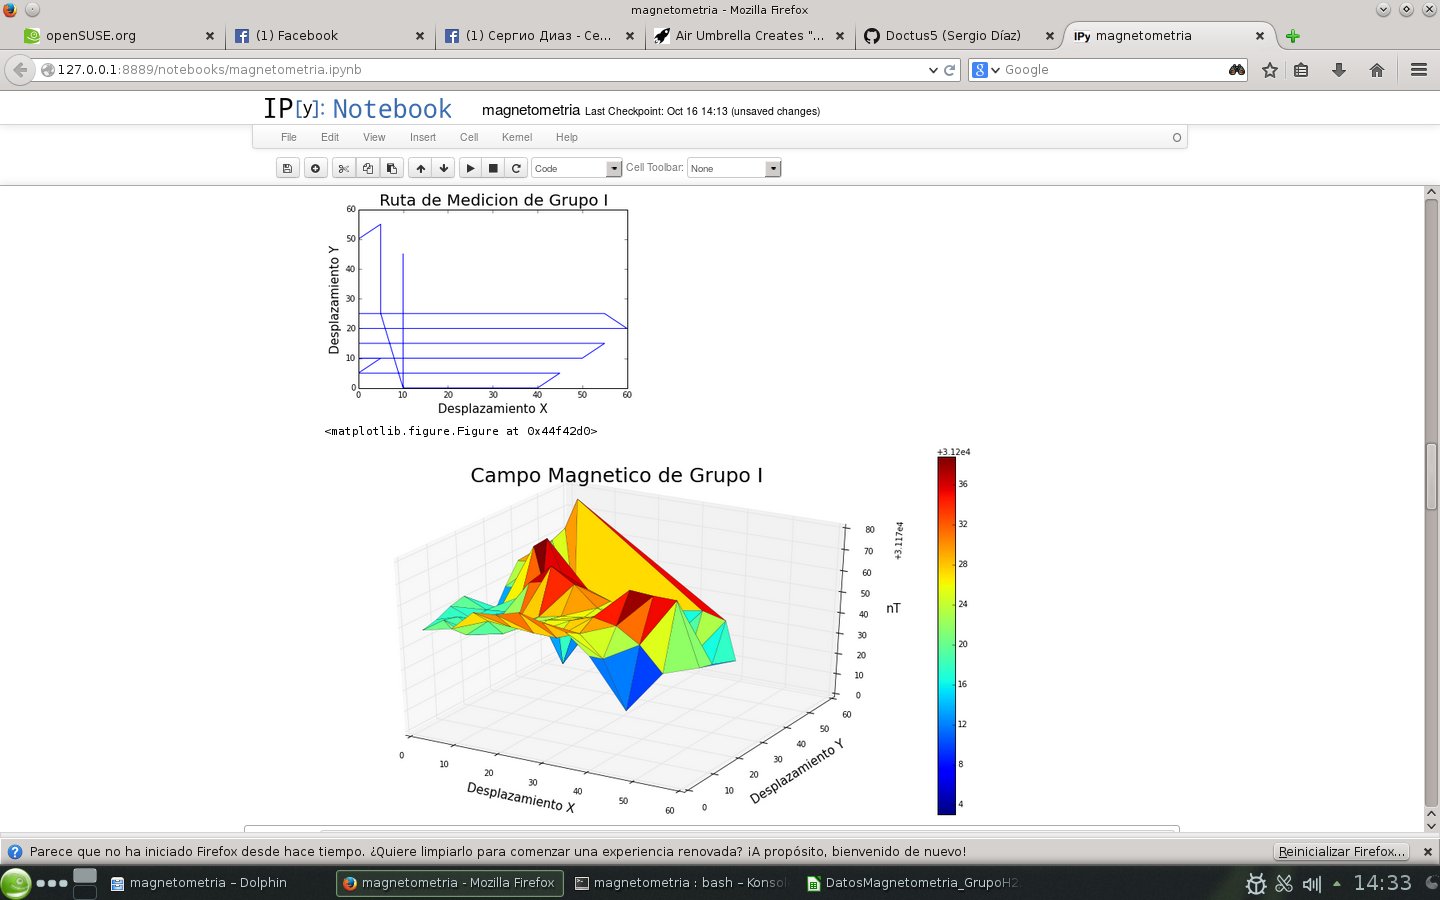 magnetometria - Mozilla Firefox
openSUSE.org
(1) Facebook
(1) Сергио Диаз - Се...
Air Umbrella Creates "...
Doctus5 (Sergio Díaz)
IPy magnetometria
127.0.0.1:8889/notebooks/magnetometria.ipynb
Google
IP[y]: Notebook
magnetometria Last Checkpoint: Oct 16 14:13 (unsaved changes)
File Edit View Insert Cell Kernel Help
Code
Cell Toolbar: None
Ruta de Medicion de Grupo I
60
50
40
30
20
10
0
Desplazamiento Y
0 10 20 30 40 50 60
Desplazamiento X
<matplotlib.figure.Figure at 0x44f42d0>
Campo Magnetico de Grupo I
0 10 20 30 40 50 60
Desplazamiento X
0 10 20 30 40 50 60
Desplazamiento Y
80
70
60
50
40
30
20
10
0
+3.117e4
nT
+3.12e4
36
32
28
24
20
16
12
8
4
Parece que no ha iniciado Firefox desde hace tiempo. ¿Quiere limpiarlo para comenzar una experiencia renovada? ¡A propósito, bienvenido de nuevo!
Reinicializar Firefox...
magnetometria – Dolphin
magnetometria - Mozilla Firefox
magnetometria : bash – Konsol
DatosMagnetometria_GrupoH2
14:33